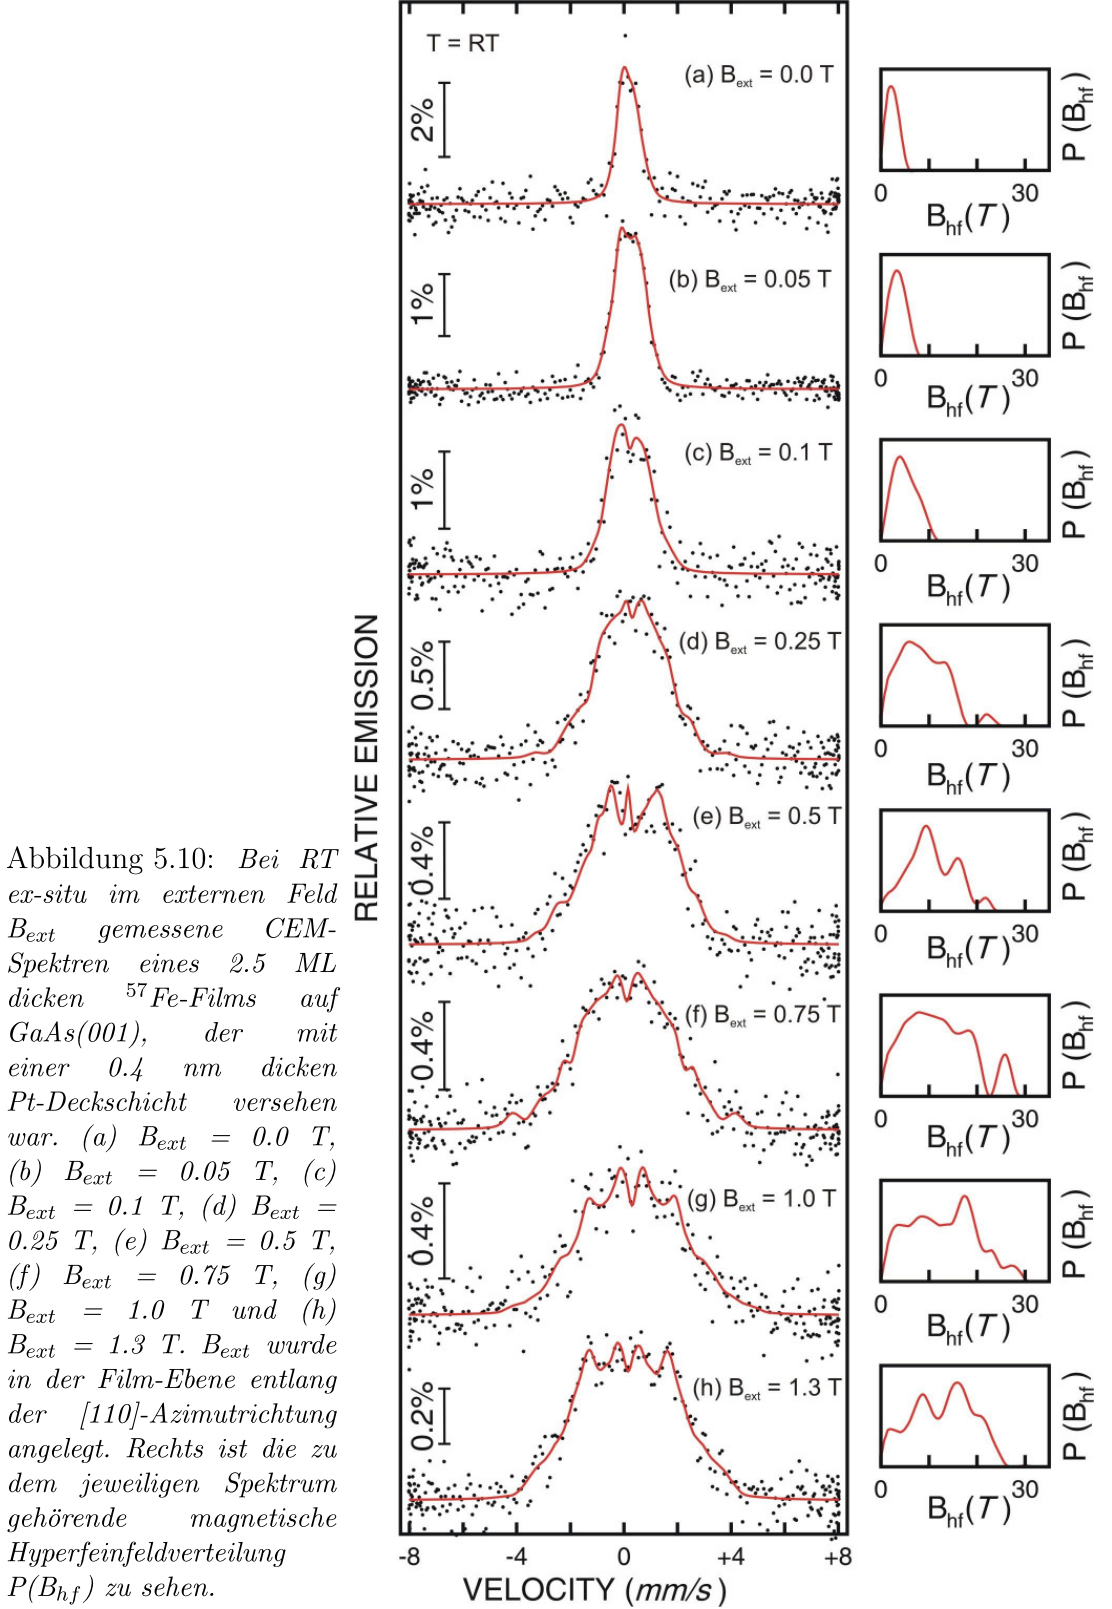 T = RT
(a) Bext = 0.0 T
2%
P (Bhf)
0 30
Bhf(T)
(b) Bext = 0.05 T
1%
P (Bhf)
0 30
Bhf(T)
(c) Bext = 0.1 T
1%
P (Bhf)
0 30
Bhf(T)
(d) Bext = 0.25 T
0.5%
P (Bhf)
0 30
Bhf(T)
(e) Bext = 0.5 T
0.4%
P (Bhf)
0 30
Bhf(T)
(f) Bext = 0.75 T
0.4%
P (Bhf)
0 30
Bhf(T)
(g) Bext = 1.0 T
0.4%
P (Bhf)
0 30
Bhf(T)
(h) Bext = 1.3 T
0.2%
P (Bhf)
0 30
Bhf(T)
RELATIVE EMISSION
-8 -4 0 +4 +8
VELOCITY (mm/s)
Abbildung 5.10: Bei RT
ex-situ im externen Feld
Bext gemessene CEM-
Spektren eines 2.5 ML
dicken 57Fe-Films auf
GaAs(001), der mit
einer 0.4 nm dicken
Pt-Deckschicht versehen
war. (a) Bext = 0.0 T,
(b) Bext = 0.05 T, (c)
Bext = 0.1 T, (d) Bext =
0.25 T, (e) Bext = 0.5 T,
(f) Bext = 0.75 T, (g)
Bext = 1.0 T und (h)
Bext = 1.3 T. Bext wurde
in der Film-Ebene entlang
der [110]-Azimutrichtung
angelegt. Rechts ist die zu
dem jeweiligen Spektrum
gehörende magnetische
Hyperfeinfeldverteilung
P(Bhf) zu sehen.